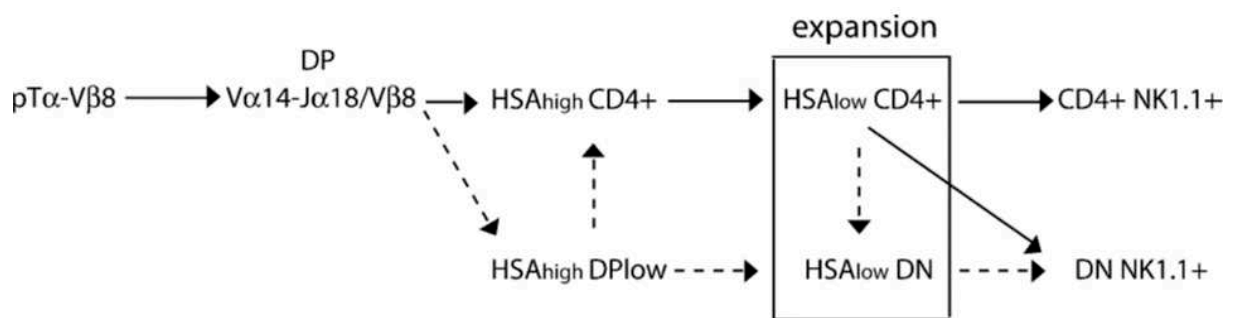 expansion
DP
pTα-Vβ8 Vα14-Jα18/Vβ8 HSAhigh CD4+ HSAlow CD4+ CD4+ NK1.1+
HSAhigh DPlow HSAlow DN DN NK1.1+